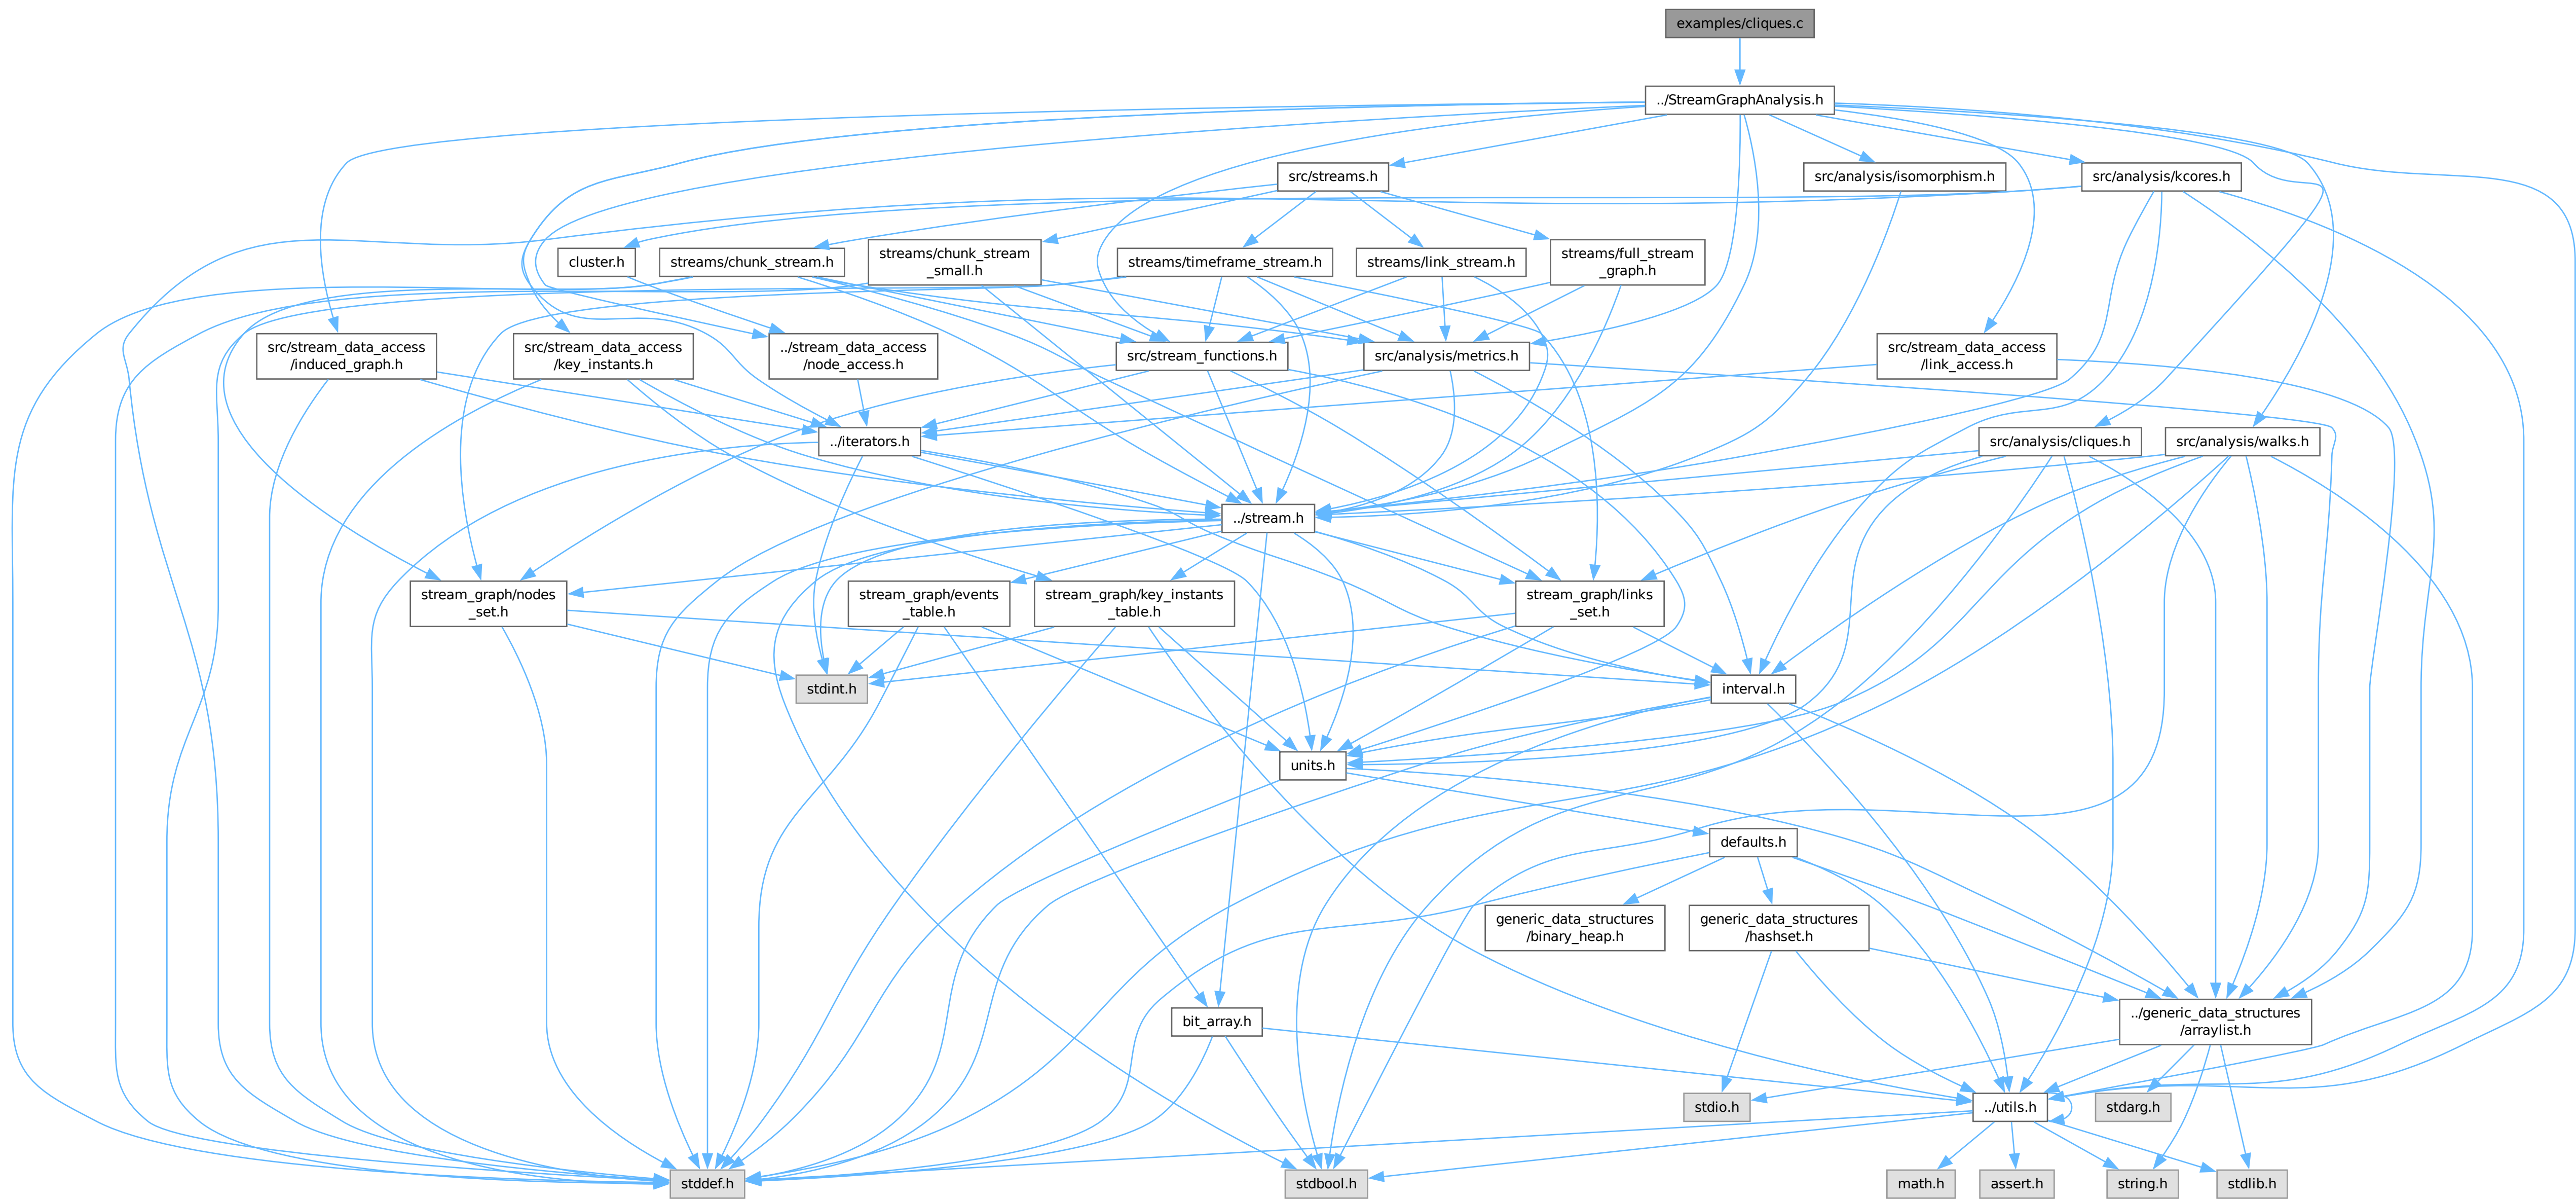 examples/cliques.c
../StreamGraphAnalysis.h
src/streams.h
src/analysis/isomorphism.h
src/analysis/kcores.h
cluster.h
streams/chunk_stream.h
streams/chunk_stream
_small.h
streams/timeframe_stream.h
streams/link_stream.h
streams/full_stream
_graph.h
src/stream_data_access
/induced_graph.h
src/stream_data_access
/key_instants.h
../stream_data_access
/node_access.h
src/stream_functions.h
src/analysis/metrics.h
src/stream_data_access
/link_access.h
../iterators.h
src/analysis/cliques.h
src/analysis/walks.h
../stream.h
stream_graph/nodes
_set.h
stream_graph/events
_table.h
stream_graph/key_instants
_table.h
stream_graph/links
_set.h
stdint.h
interval.h
units.h
defaults.h
generic_data_structures
/binary_heap.h
generic_data_structures
/hashset.h
bit_array.h
../generic_data_structures
/arraylist.h
stdio.h
../utils.h
stdarg.h
stddef.h
stdbool.h
math.h
assert.h
string.h
stdlib.h